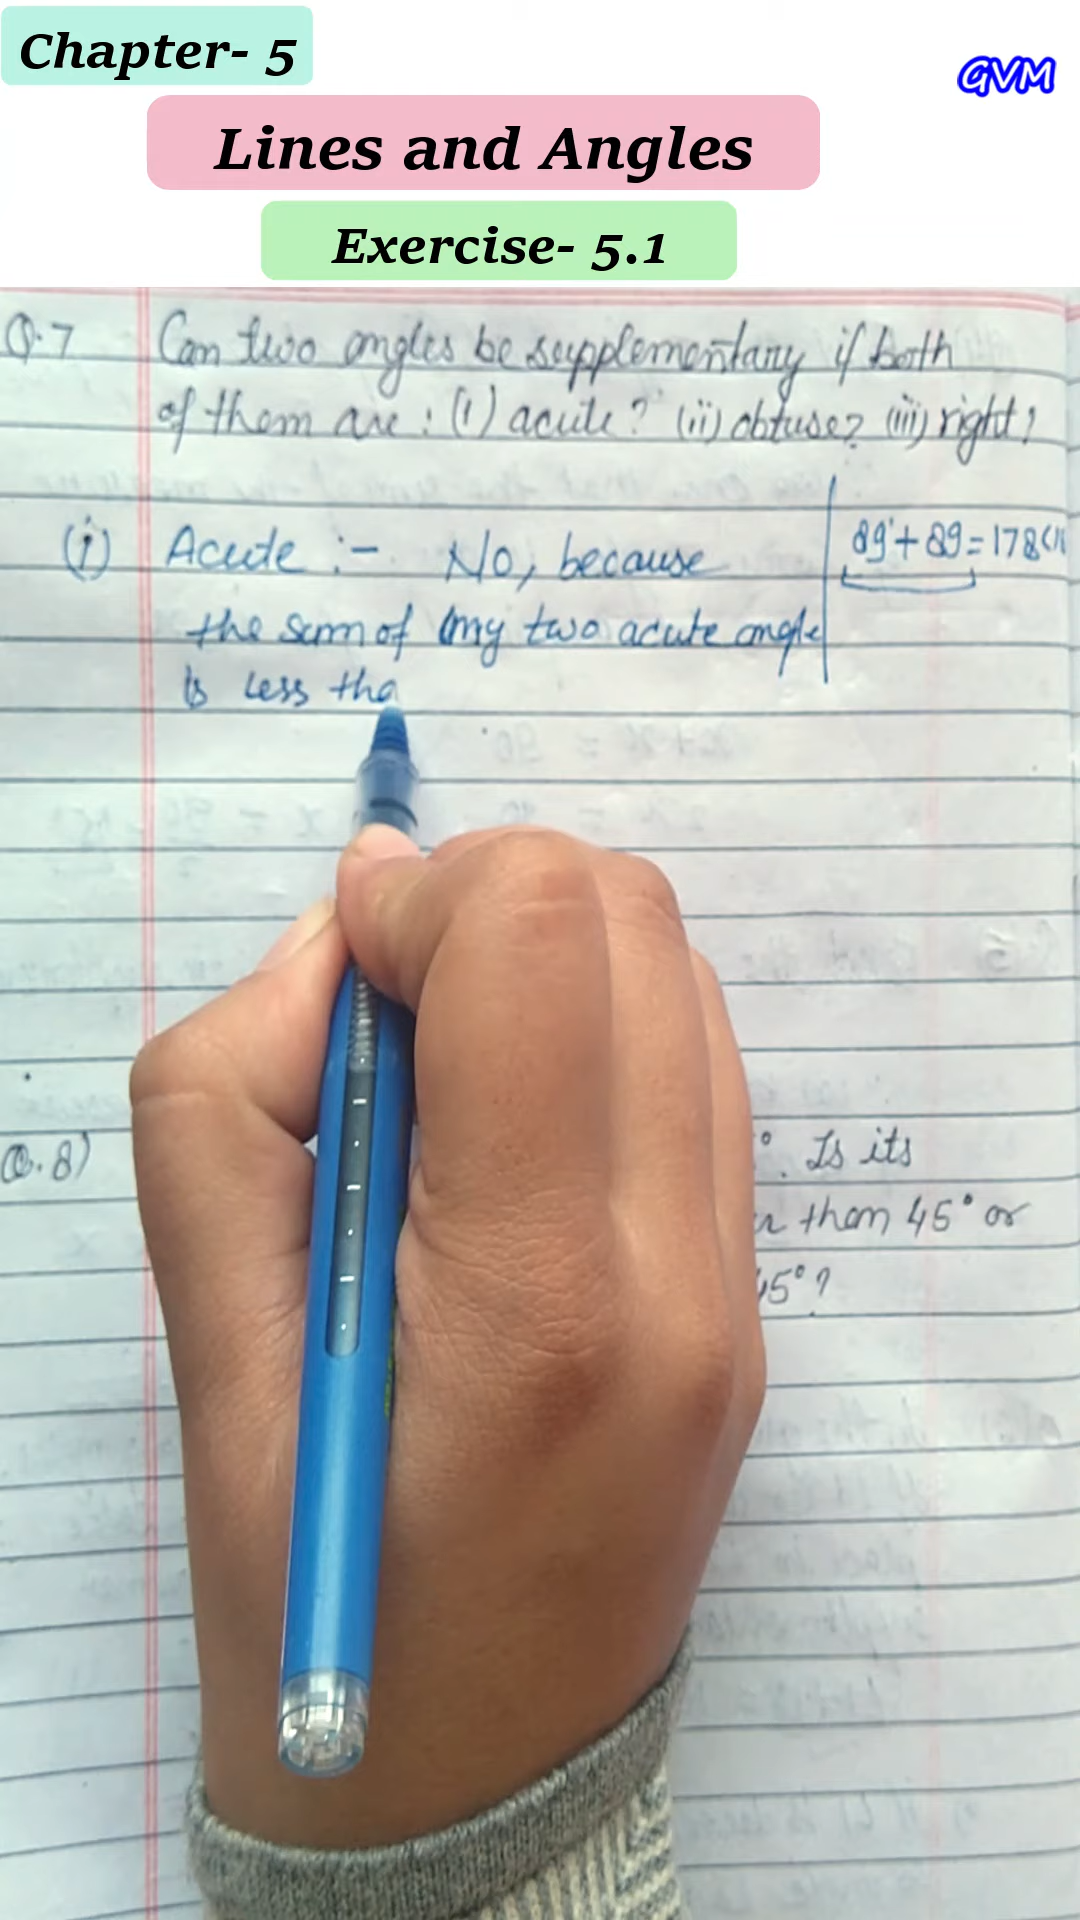 Chapter- 5
GVM
Lines and Angles
Exercise- 5.1
Q.7 Can two angles be supplementary if both
of them are : (i) acute? (ii) obtuse? (iii) right?
(i) Acute :- No, because
89° + 89 = 178 <
the sum of any two acute angle
is less tha
Q.8)
°. Is its
than 45° or
45° ?